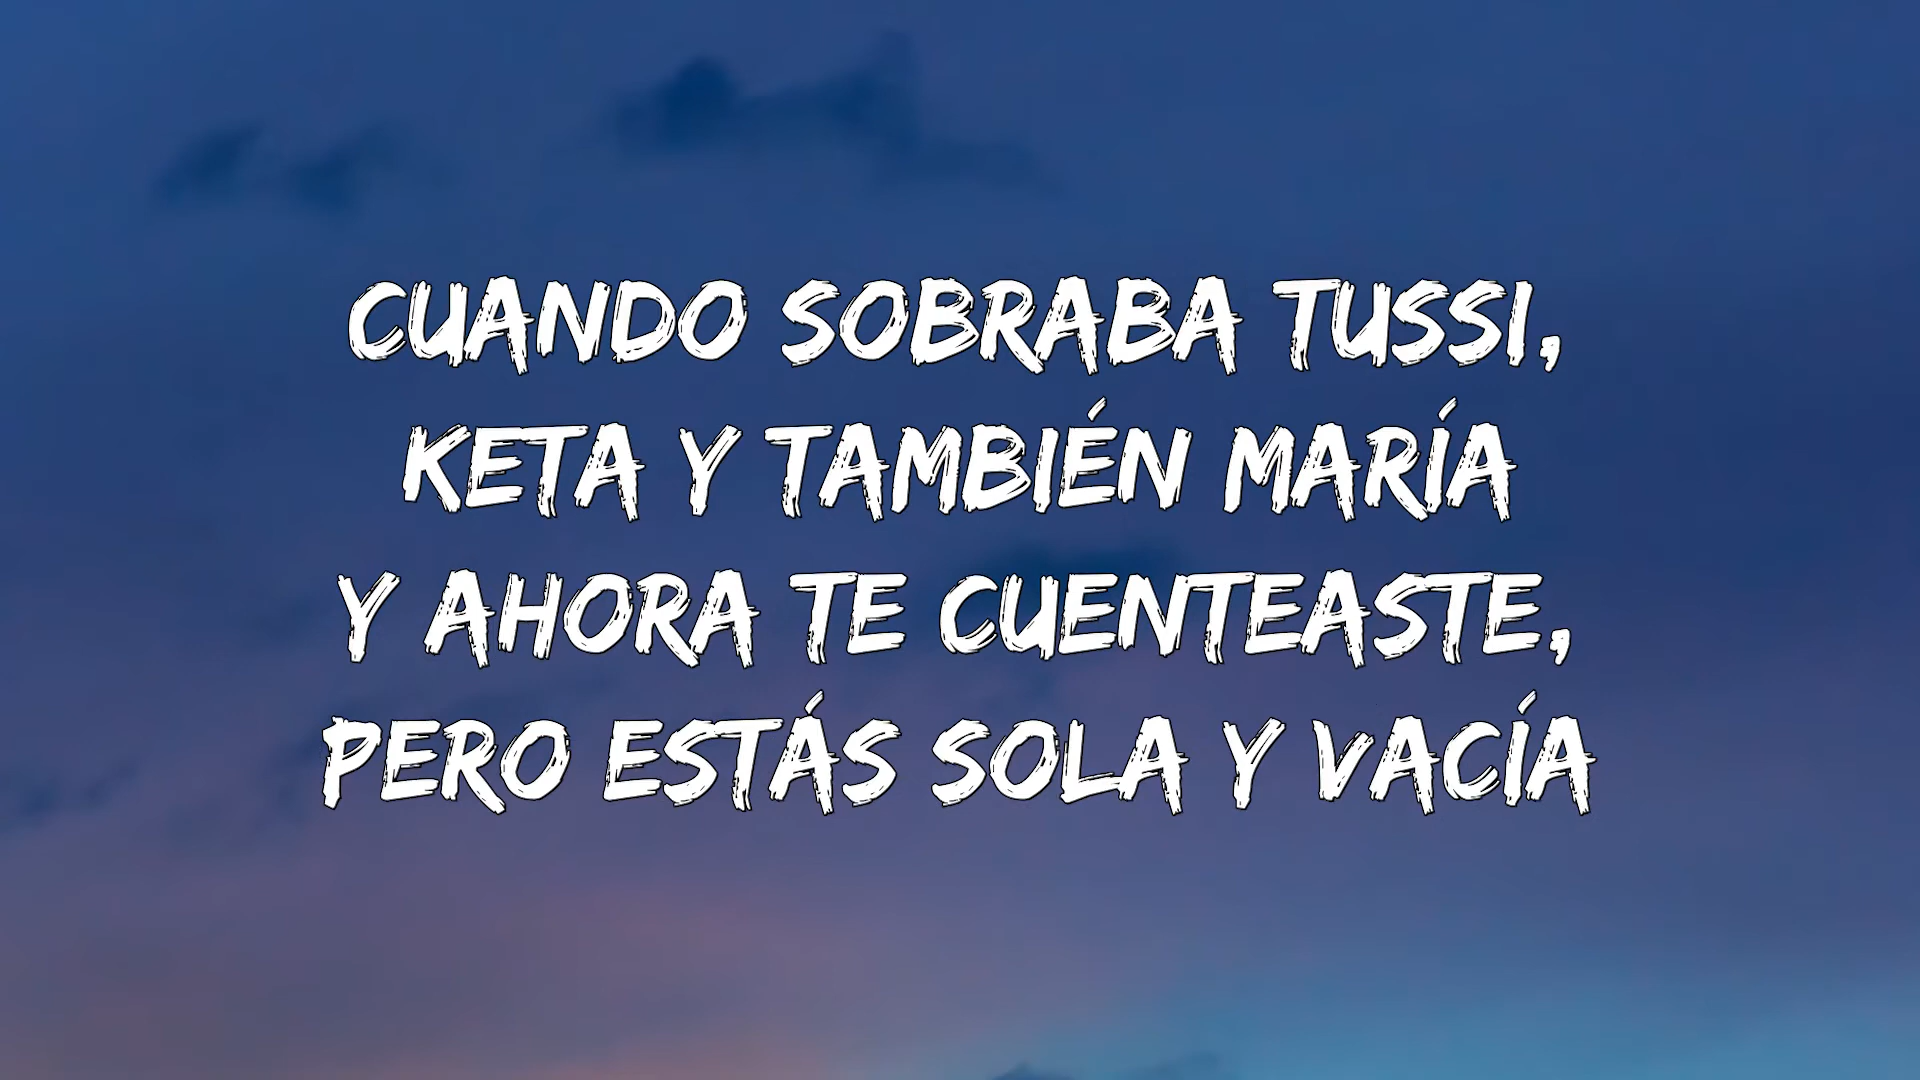 CUANDO SOBRABA TUSSI,
KETA Y TAMBIÉN MARÍA
Y AHORA TE CUENTEASTE,
PERO ESTÁS SOLA Y VACÍA